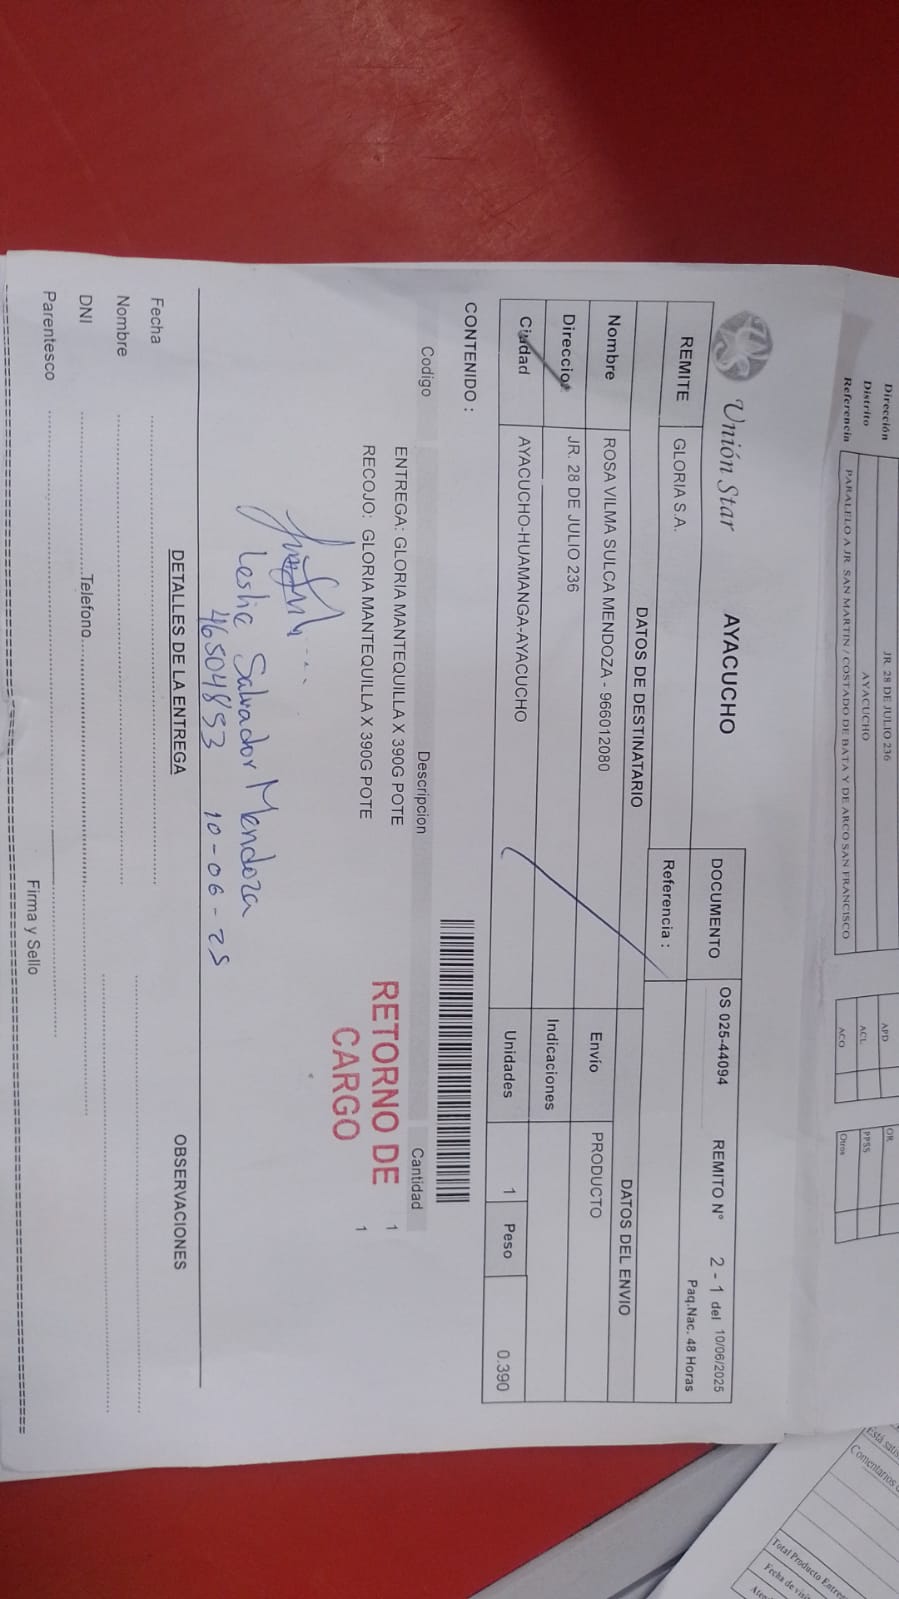 Dirección JR. 28 DE JULIO 236 APD OR
Distrito AYACUCHO ACL PPSS
Referencia PARALELO A JR. SAN MARTIN / COSTADO DE BATA Y DE ARCO SAN FRANCISCO ACO Otros
Unión Star AYACUCHO
DOCUMENTO OS 025-44094 REMITO N° 2 - 1 del 10/06/2025
Paq.Nac. 48 Horas
REMITE GLORIA S.A. Referencia :
DATOS DE DESTINATARIO DATOS DEL ENVIO
Nombre ROSA VILMA SULCA MENDOZA - 966012080 Envío PRODUCTO
Direccion JR. 28 DE JULIO 236 Indicaciones
Ciudad AYACUCHO-HUAMANGA-AYACUCHO Unidades 1 Peso 0.390
CONTENIDO :
Codigo Descripcion Cantidad
ENTREGA: GLORIA MANTEQUILLA X 390G POTE 1
RECOJO: GLORIA MANTEQUILLA X 390G POTE 1
RETORNO DE
CARGO
Leslie Salvador Mendoza
46504853 10-06-25
DETALLES DE LA ENTREGA OBSERVACIONES
Fecha
Nombre
DNI Telefono
Parentesco
Firma y Sello
Comentarios
Total Producto
Fecha de